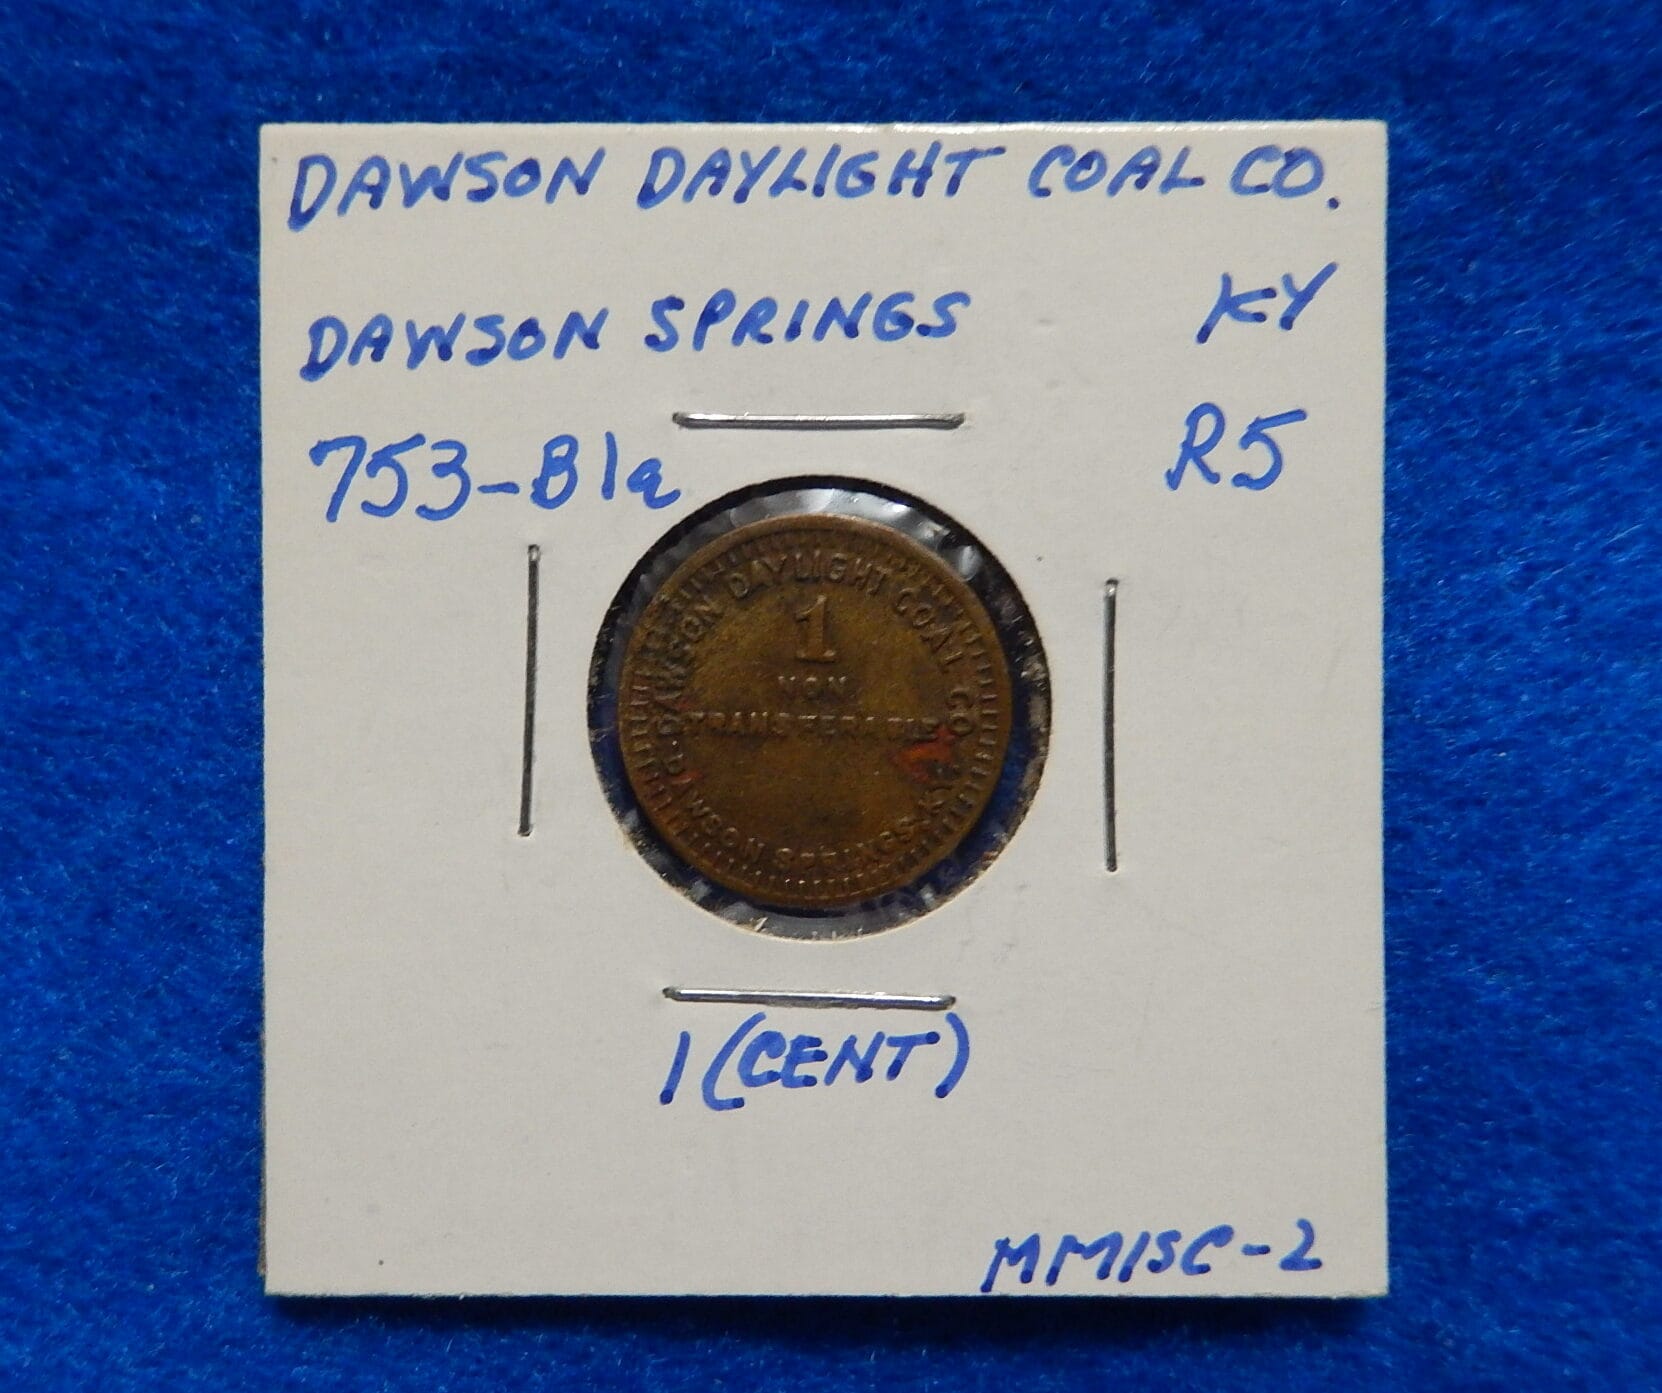 DAWSON DAYLIGHT COAL CO.
DAWSON SPRINGS KY
753-B1a R5
DAWSON DAYLIGHT COAL CO.
1
NON
TRANSFERABLE
DAWSON SPRINGS, KY.
1 (CENT)
MMISC-2